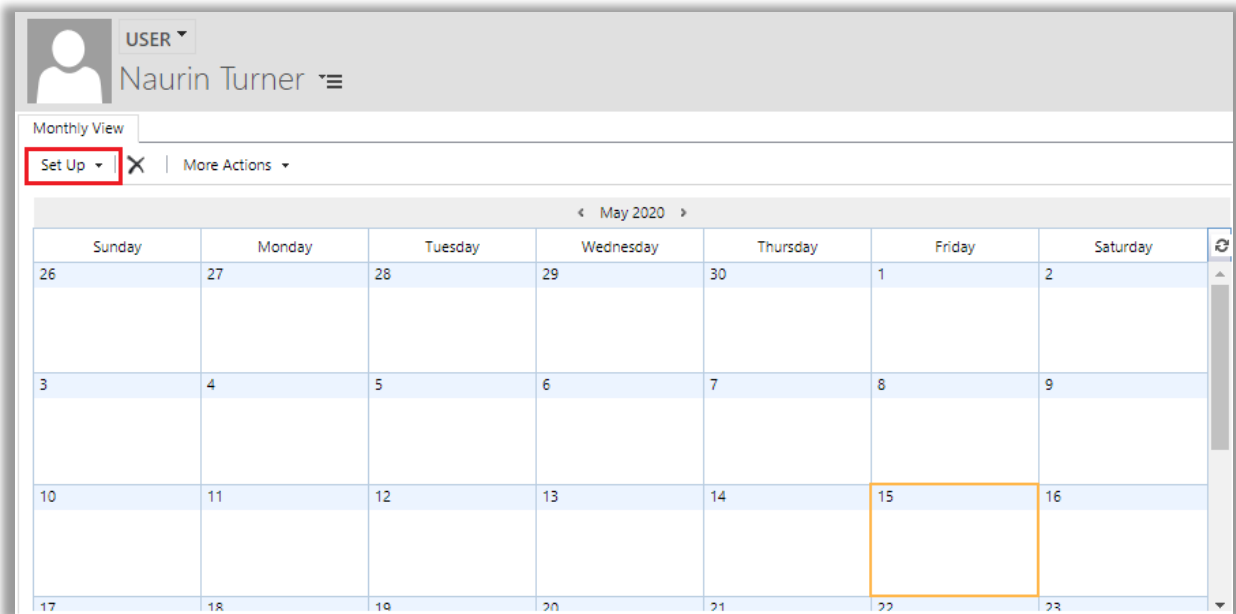 USER
Naurin Turner
Monthly View
Set Up
More Actions
May 2020
Sunday Monday Tuesday Wednesday Thursday Friday Saturday
26 27 28 29 30 1 2
3 4 5 6 7 8 9
10 11 12 13 14 15 16
17 18 19 20 21 22 23